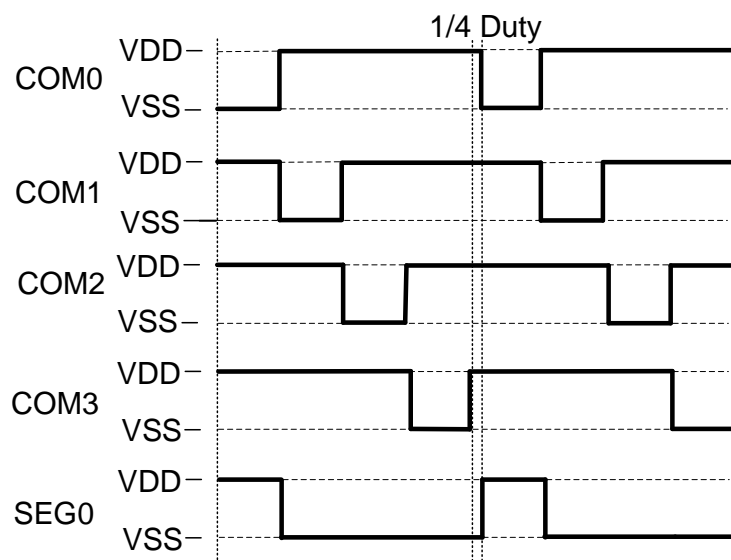 1/4 Duty
VDD
COM0
VSS
VDD
COM1
VSS
VDD
COM2
VSS
VDD
COM3
VSS
VDD
SEG0
VSS